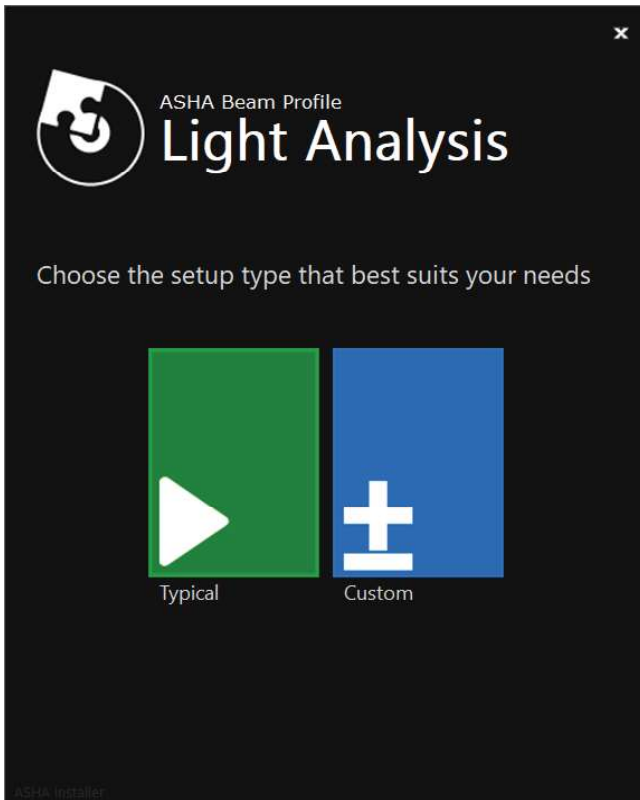 ASHA Beam Profile
Light Analysis
Choose the setup type that best suits your needs
Typical
Custom
ASHA Installer